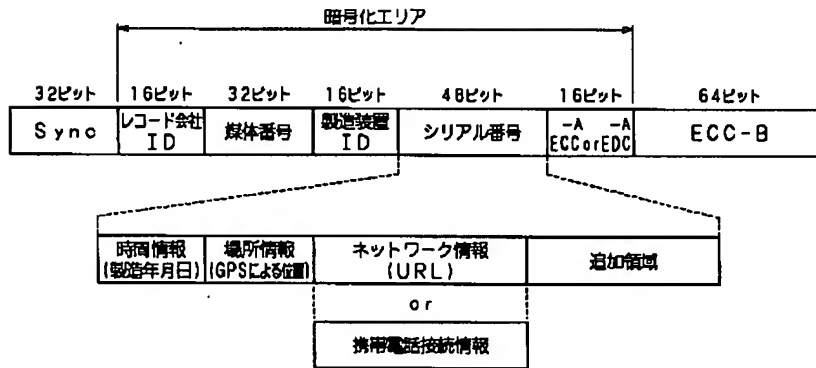 暗号化エリア
32ビット 16ビット 32ビット 16ビット 48ビット 16ビット 64ビット
Sync レコード会社 ID 媒体番号 製造装置 ID シリアル番号 -A -A ECCorEDC ECC-B
時間情報 (製造年月日) 場所情報 (GPSによる位置) ネットワーク情報 (URL) 追加領域
or
携帯電話接続情報